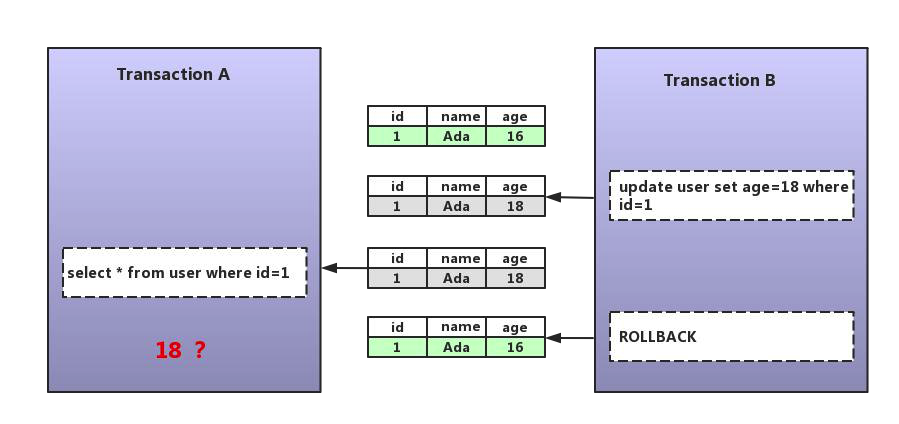 Transaction A
Transaction B
id name age
1 Ada 16
id name age
1 Ada 18
update user set age=18 where
id=1
id name age
1 Ada 18
select * from user where id=1
id name age
1 Ada 16
ROLLBACK
18 ?